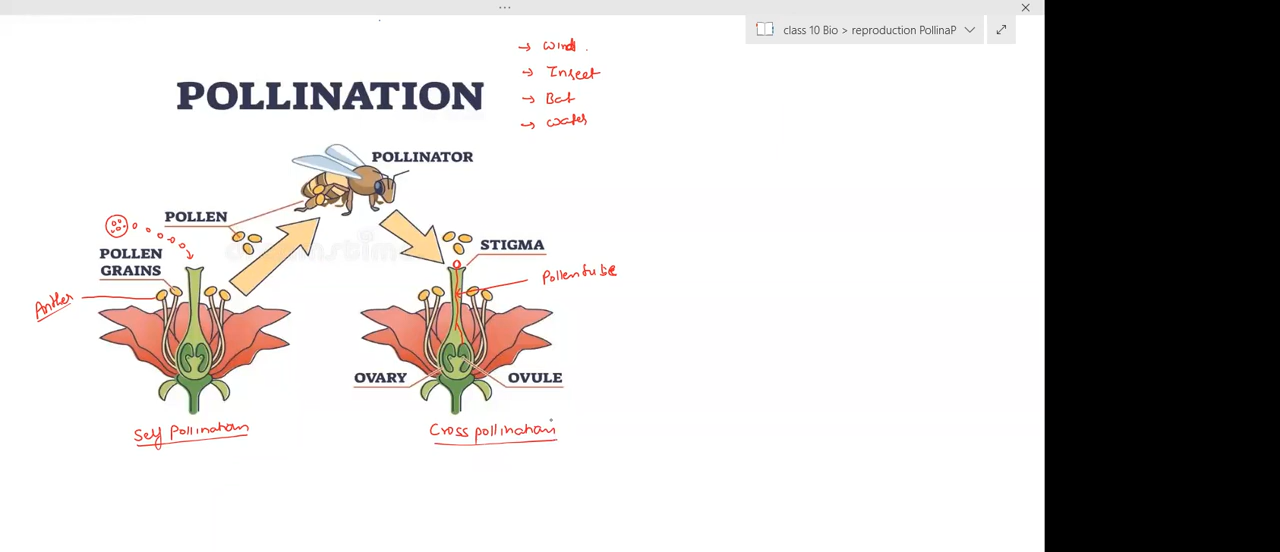 class 10 Bio > reproduction PollinaP
→ wind
→ Insect
→ Bat
→ water
POLLINATION
POLLINATOR
POLLEN
STIGMA
POLLEN
GRAINS
Pollen tube
Anther
OVARY
OVULE
Self Pollination
Cross pollination